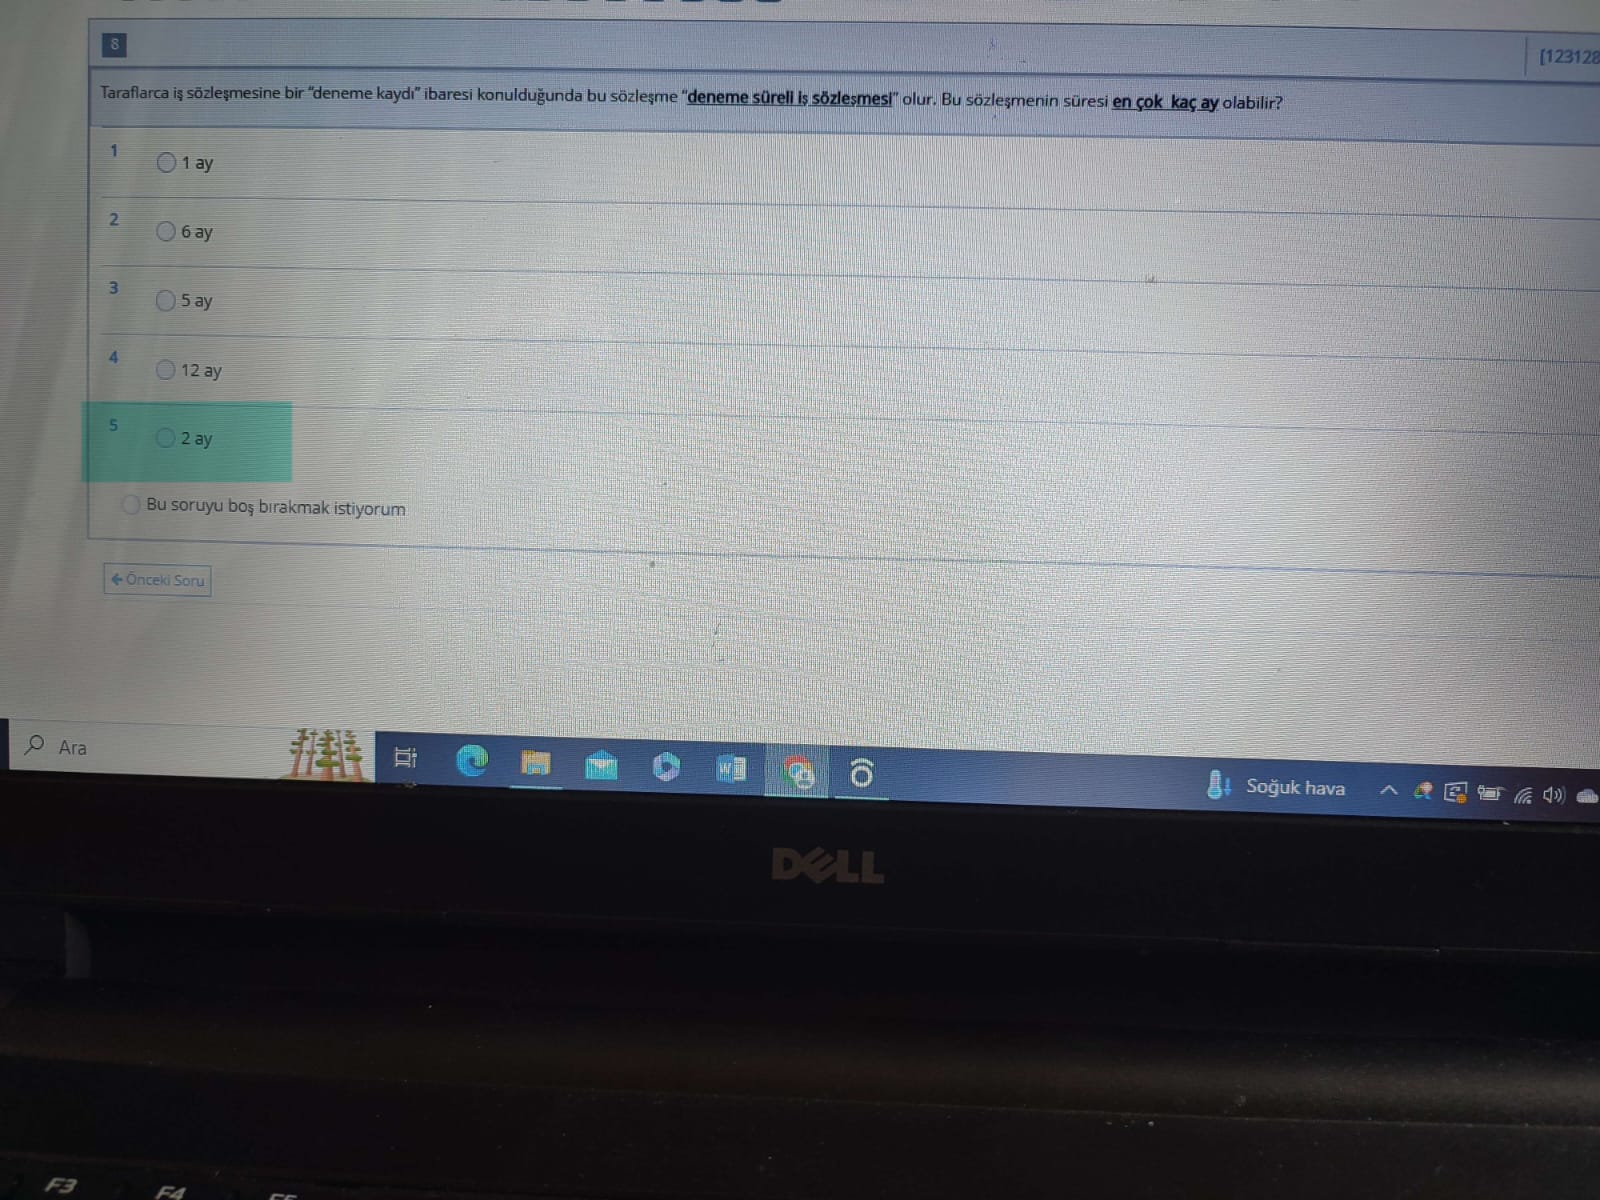 8
[123128
Taraflarca iş sözleşmesine bir "deneme kaydı" ibaresi konulduğunda bu sözleşme "deneme süreli iş sözleşmesi" olur. Bu sözleşmenin süresi en çok kaç ay olabilir?
1
1 ay
2
6 ay
3
5 ay
4
12 ay
5
2 ay
Bu soruyu boş bırakmak istiyorum
Önceki Soru
Ara
W
Soğuk hava
DELL
F3
F4
F5